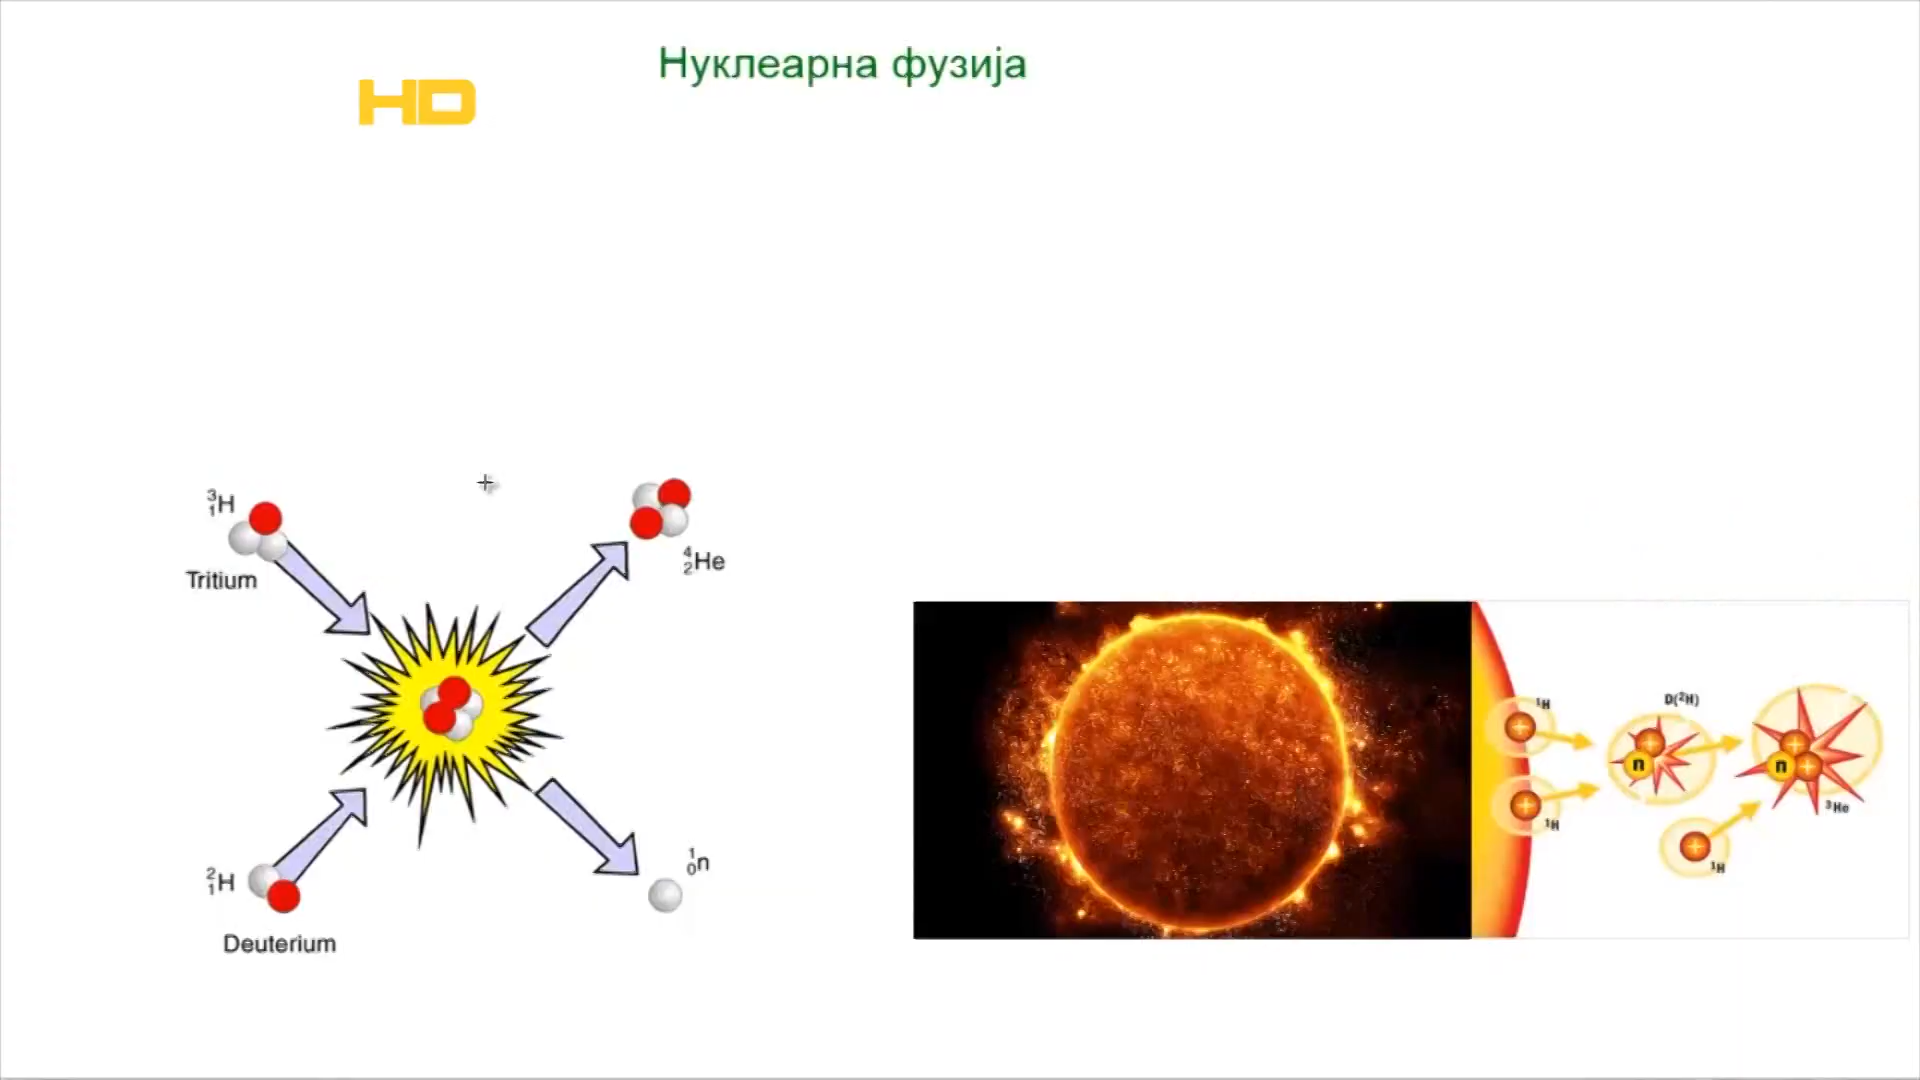 Нуклеарна фузија
HD
³₁H
Tritium
⁴₂He
²₁H
Deuterium
¹₀n
¹H
D(²H)
n
n
³He
¹H
¹H